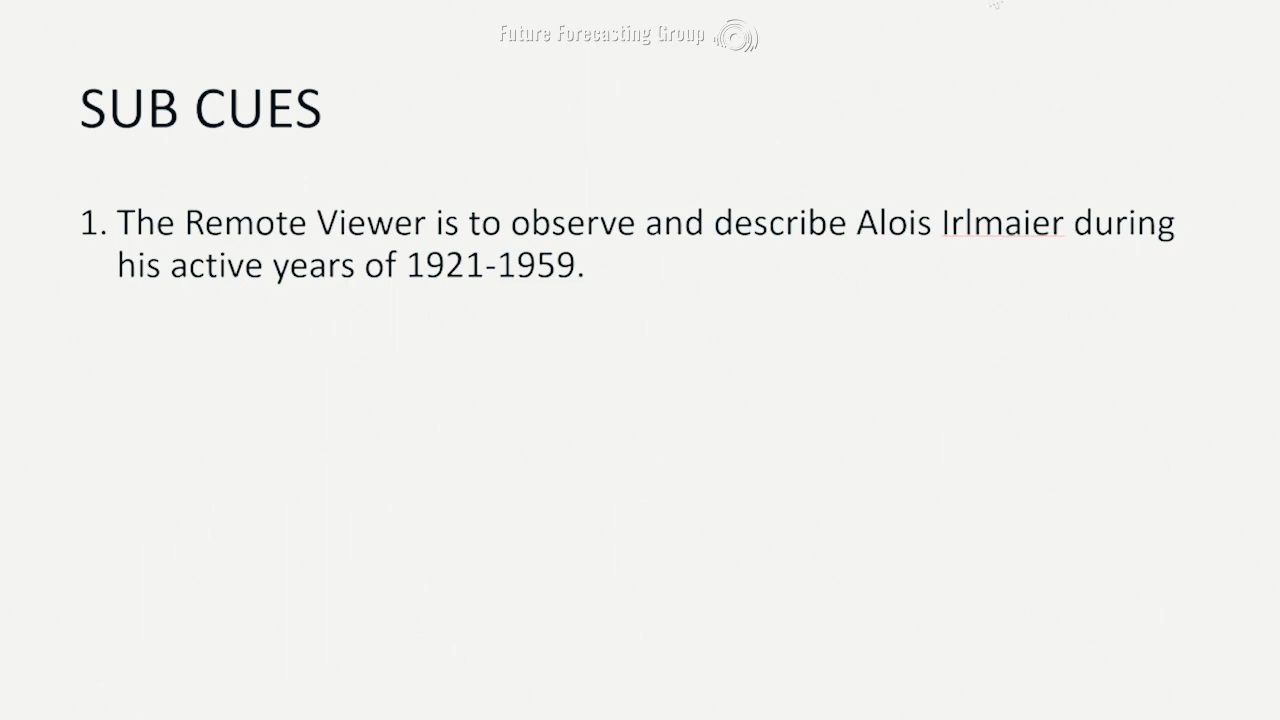 Future Forecasting Group
SUB CUES
1. The Remote Viewer is to observe and describe Alois Irlmaier during
his active years of 1921-1959.